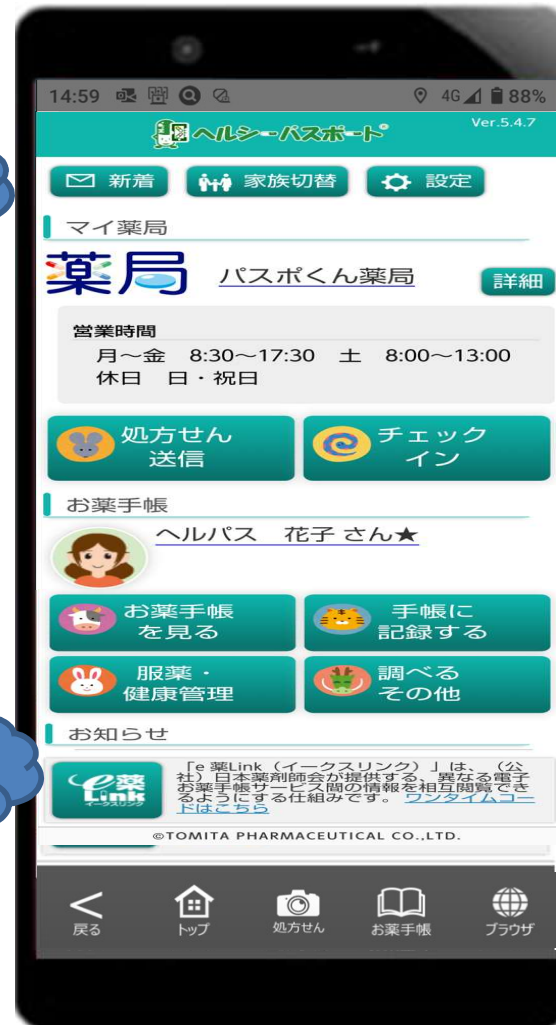 14:59 4G 88%
ヘルシーパスポート Ver.5.4.7
新着 家族切替 設定
マイ薬局
薬局 パスポくん薬局 詳細
営業時間
月～金 8:30～17:30 土 8:00～13:00
休日 日・祝日
処方せん
送信
チェック
イン
お薬手帳
ヘルパス 花子 さん★
お薬手帳
を見る
手帳に
記録する
服薬・
健康管理
調べる
その他
お知らせ
e薬
Link
イークスリンク
「e 薬Link（イークスリンク）」は、（公
社）日本薬剤師会が提供する、異なる電子
お薬手帳サービス間の情報を相互閲覧でき
るようにする仕組みです。 ワンタイムコー
ドはこちら
©TOMITA PHARMACEUTICAL CO.,LTD.
戻る トップ 処方せん お薬手帳 ブラウザ